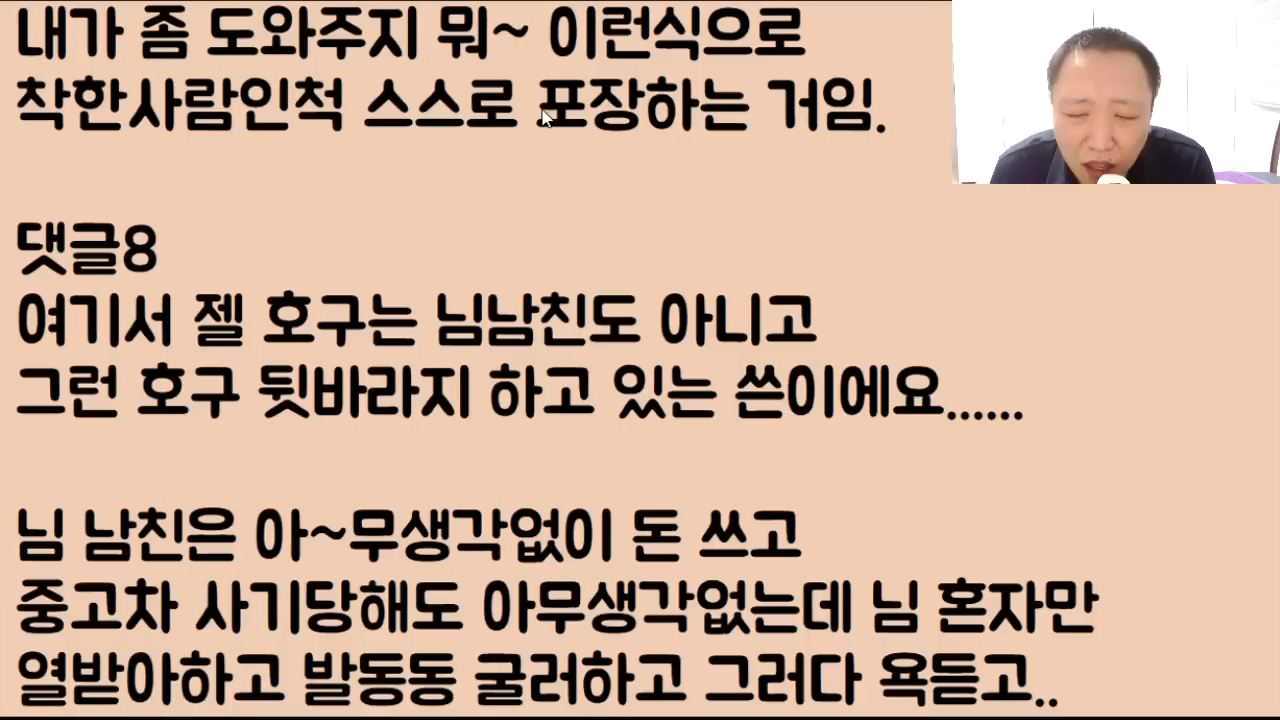 내가 좀 도와주지 뭐~ 이런식으로
착한사람인척 스스로 포장하는 거임.
댓글8
여기서 젤 호구는 님남친도 아니고
그런 호구 뒷바라지 하고 있는 쓴이에요......
님 남친은 아~무생각없이 돈 쓰고
중고차 사기당해도 아무생각없는데 님 혼자만
열받아하고 발동동 굴러하고 그러다 욕듣고..